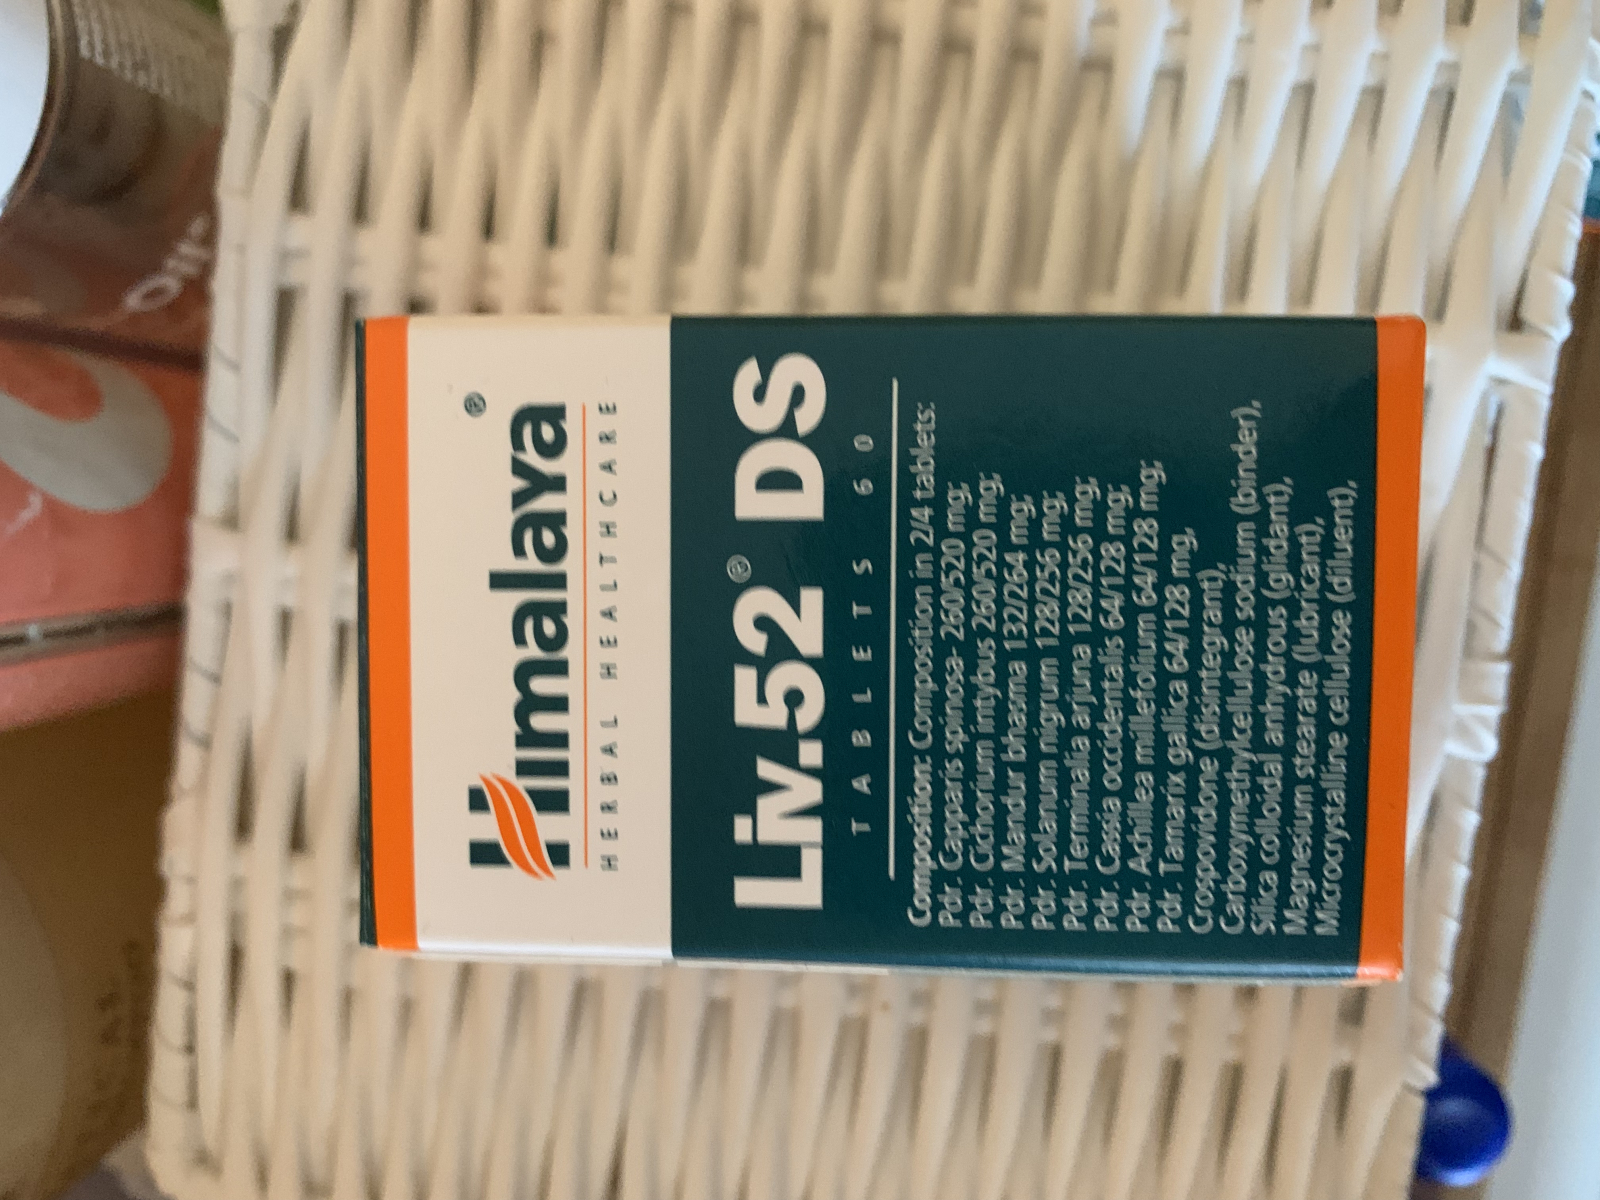 Himalaya®
HERBAL HEALTHCARE
Liv.52® DS
TABLETS 60
Composition: Composition in 2/4 tablets:
Pdr. Capparis spinosa- 260/520 mg;
Pdr. Cichorium intybus 260/520 mg;
Pdr. Mandur bhasma 132/264 mg;
Pdr. Solanum nigrum 128/256 mg;
Pdr. Terminalia arjuna 128/256 mg;
Pdr. Cassia occidentalis 64/128 mg;
Pdr. Achillea millefolium 64/128 mg;
Pdr. Tamarix gallica 64/128 mg,
Crospovidone (disintegrant),
Carboxymethylcellulose sodium (binder),
Silica colloidal anhydrous (glidant),
Magnesium stearate (lubricant),
Microcrystalline cellulose (diluent),